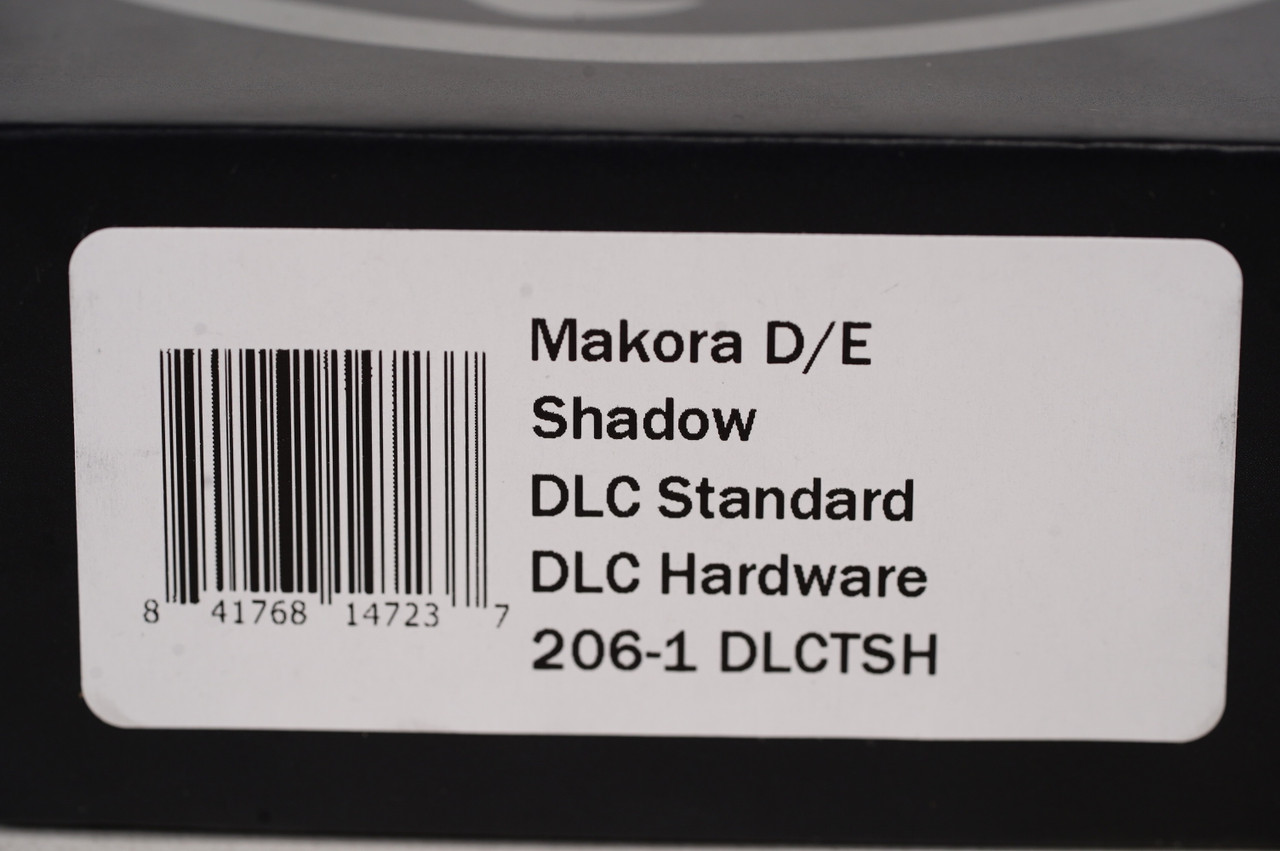 Makora D/E
Shadow
DLC Standard
DLC Hardware
206-1 DLCTSH
8 41768 14723 7